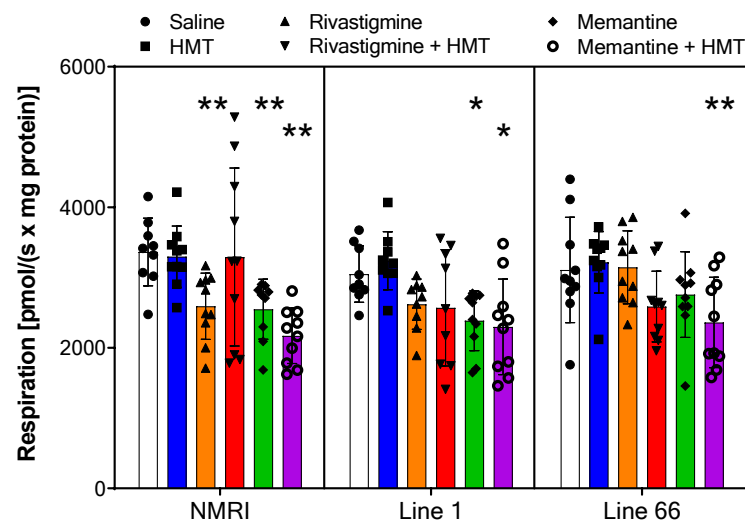 Saline Rivastigmine Memantine
HMT Rivastigmine + HMT Memantine + HMT
Respiration [pmol/(s x mg protein)]
6000
4000
2000
0
** ** ** * * **
NMRI Line 1 Line 66